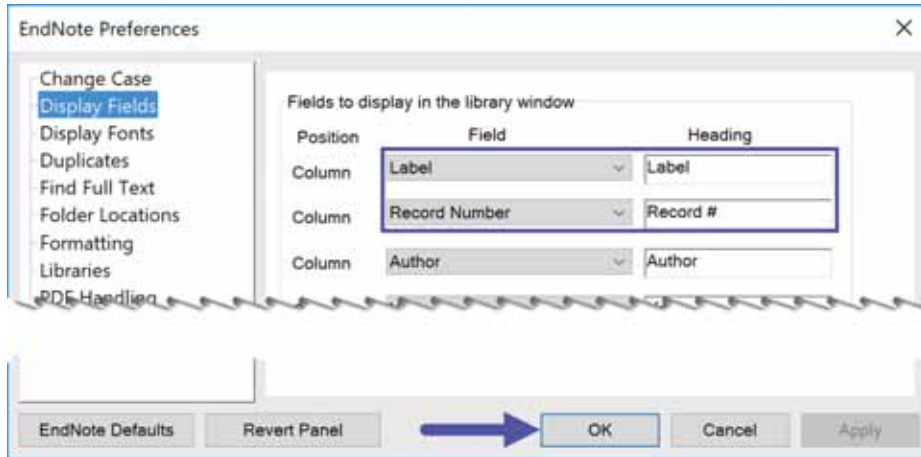 EndNote Preferences
Change Case
Display Fields
Display Fonts
Duplicates
Find Full Text
Folder Locations
Formatting
Libraries
PDF Handling
Fields to display in the library window
Position Field Heading
Column Label Label
Column Record Number Record #
Column Author Author
EndNote Defaults Revert Panel OK Cancel Apply